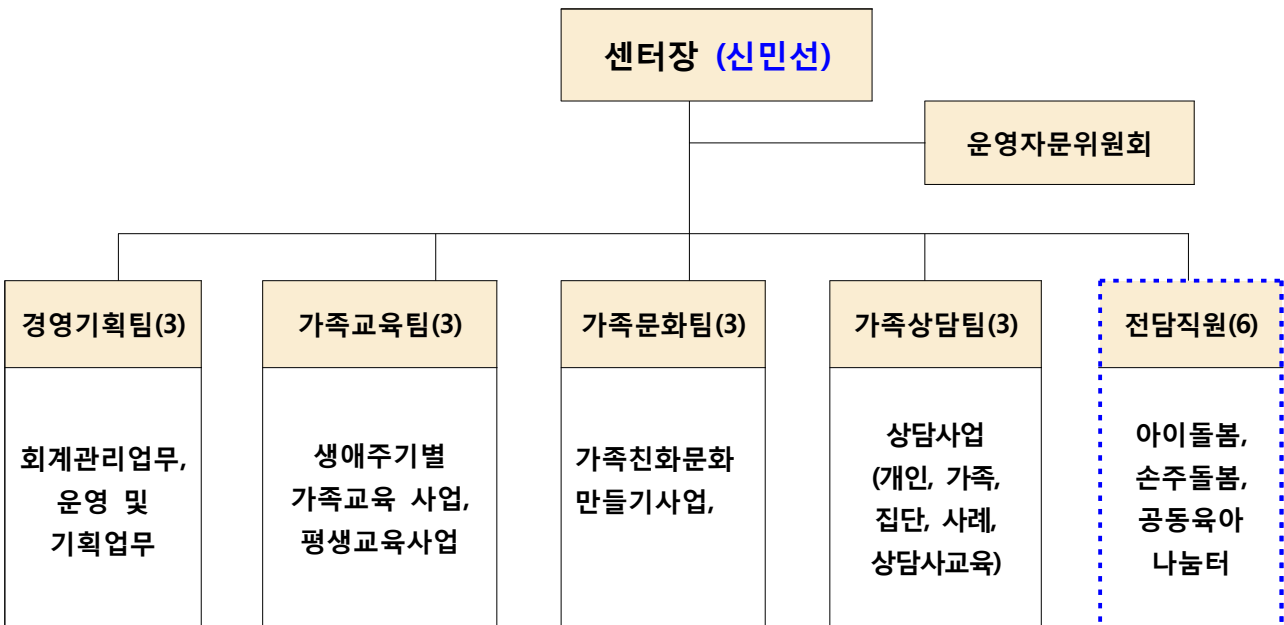 센터장 (신민선)
운영자문위원회
경영기획팀(3)
가족교육팀(3)
가족문화팀(3)
가족상담팀(3)
전담직원(6)
회계관리업무,
운영 및
기획업무
생애주기별
가족교육 사업,
평생교육사업
가족친화문화
만들기사업,
상담사업
(개인, 가족,
집단, 사례,
상담사교육)
아이돌봄,
손주돌봄,
공동육아
나눔터